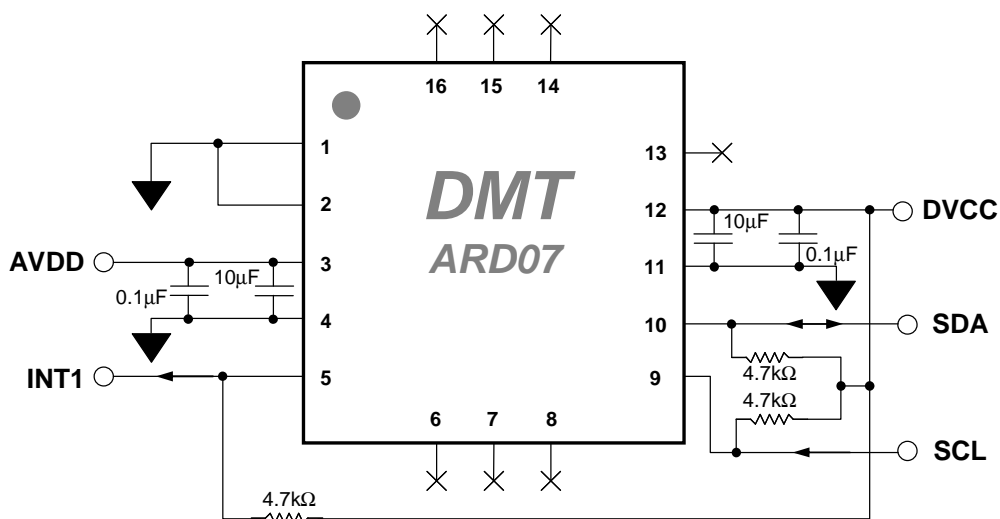 16 15 14
1
13
DMT
2
12
DVCC
10µF
ARD07
AVDD
3
11
0.1µF
10µF
0.1µF
4
10
SDA
INT1
5
9
4.7kΩ
4.7kΩ
6 7 8
SCL
4.7kΩ